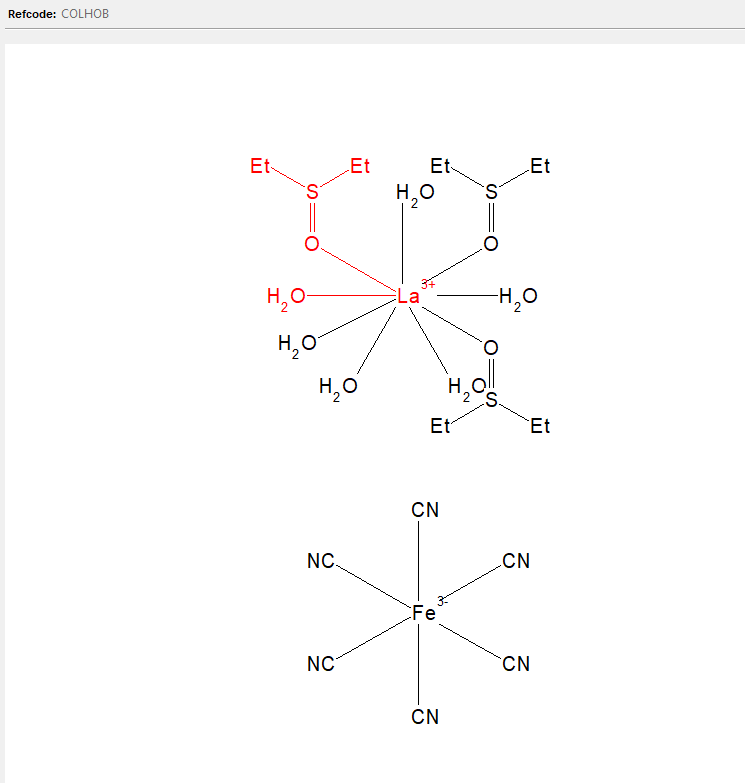 Refcode: COLHOB
Et Et Et Et
S H2O S
O O
H2O La3+ H2O
H2O O
H2O H2O S
Et Et
CN
NC CN
Fe3-
NC CN
CN